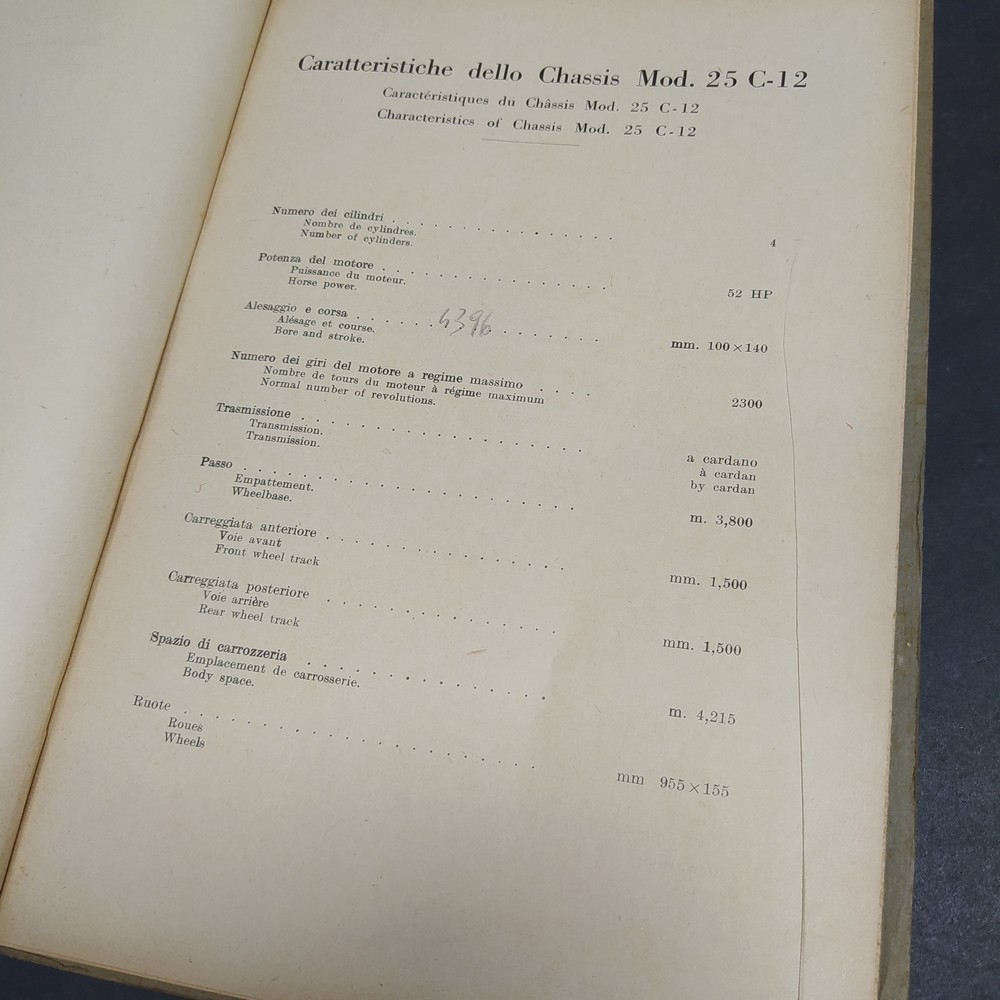 Caratteristiche dello Chassis Mod. 25 C-12
Caractéristiques du Châssis Mod. 25 C-12
Characteristics of Chassis Mod. 25 C-12
Numero dei cilindri . . . . . . . . . . . . . . 4
Nombre de cylindres.
Number of cylinders.
Potenza del motore . . . . . . . . . . . . . . 52 HP
Puissance du moteur.
Horse power.
Alesaggio e corsa . . . . . 4396 . . . . . . mm. 100×140
Alésage et course.
Bore and stroke.
Numero dei giri del motore a regime massimo . . . . 2300
Nombre de tours du moteur à régime maximum
Normal number of revolutions.
Trasmissione . . . . . . . . . . . . . . . . a cardano
Transmission. à cardan
Transmission. by cardan
Passo . . . . . . . . . . . . . . . . . . m. 3,800
Empattement.
Wheelbase.
Carreggiata anteriore . . . . . . . . . . . . . mm. 1,500
Voie avant
Front wheel track
Carreggiata posteriore . . . . . . . . . . . . . mm. 1,500
Voie arrière
Rear wheel track
Spazio di carrozzeria . . . . . . . . . . . . . m. 4,215
Emplacement de carrosserie.
Body space.
Ruote . . . . . . . . . . . . . . . . . . mm 955×155
Roues
Wheels